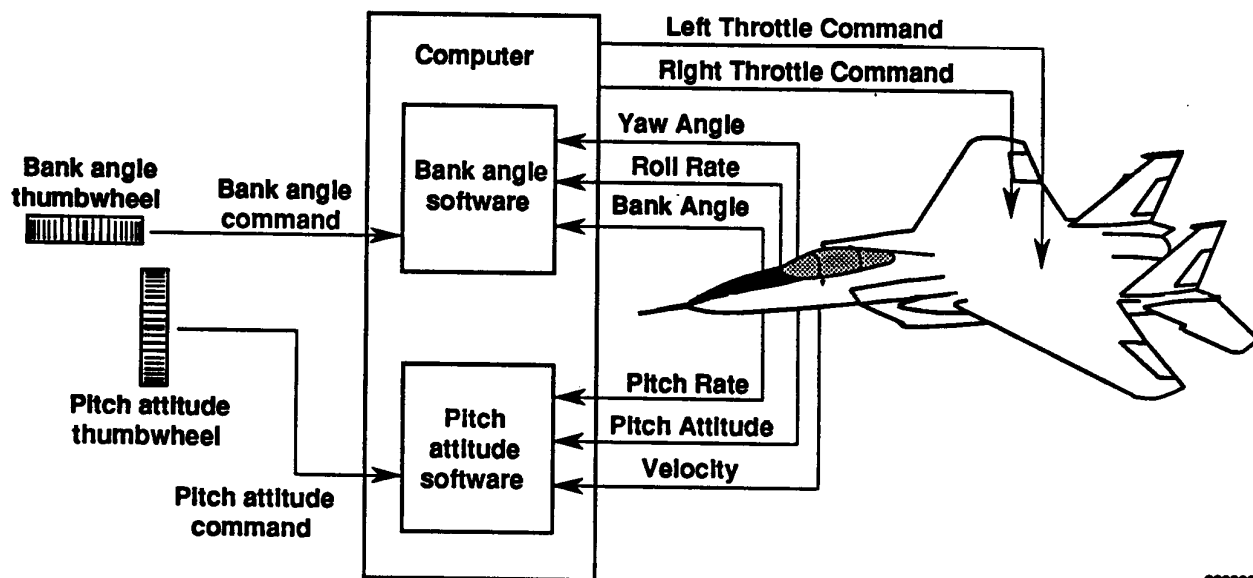 Left Throttle Command
Computer
Right Throttle Command
Yaw Angle
Bank angle
thumbwheel
Bank angle
command
Bank angle
software
Roll Rate
Bank Angle
Pitch attitude
thumbwheel
Pitch attitude
command
Pitch
attitude
software
Pitch Rate
Pitch Attitude
Velocity